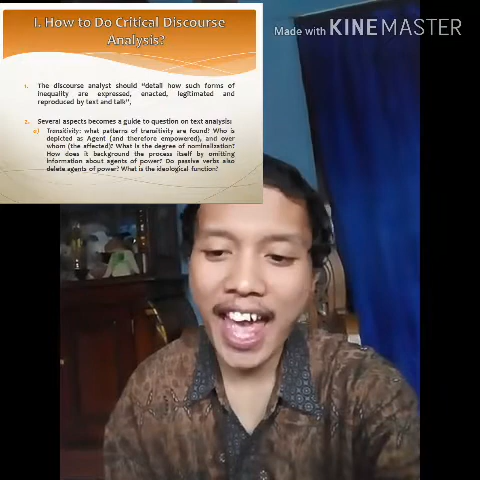 I. How to Do Critical Discourse
Analysis?
Made with KINEMASTER
1. The discourse analyst should "detail how such forms of
inequality are expressed, enacted, legitimated and
reproduced by text and talk",
2. Several aspects becomes a guide to question on text analysis:
a) Transitivity: what patterns of transitivity are found? Who is
depicted as Agent (and therefore empowered), and over
whom (the affected)? What is the degree of nominalization?
How does it background the process itself by omitting
information about agents of power? Do passive verbs also
delete agents of power? What is the ideological function?